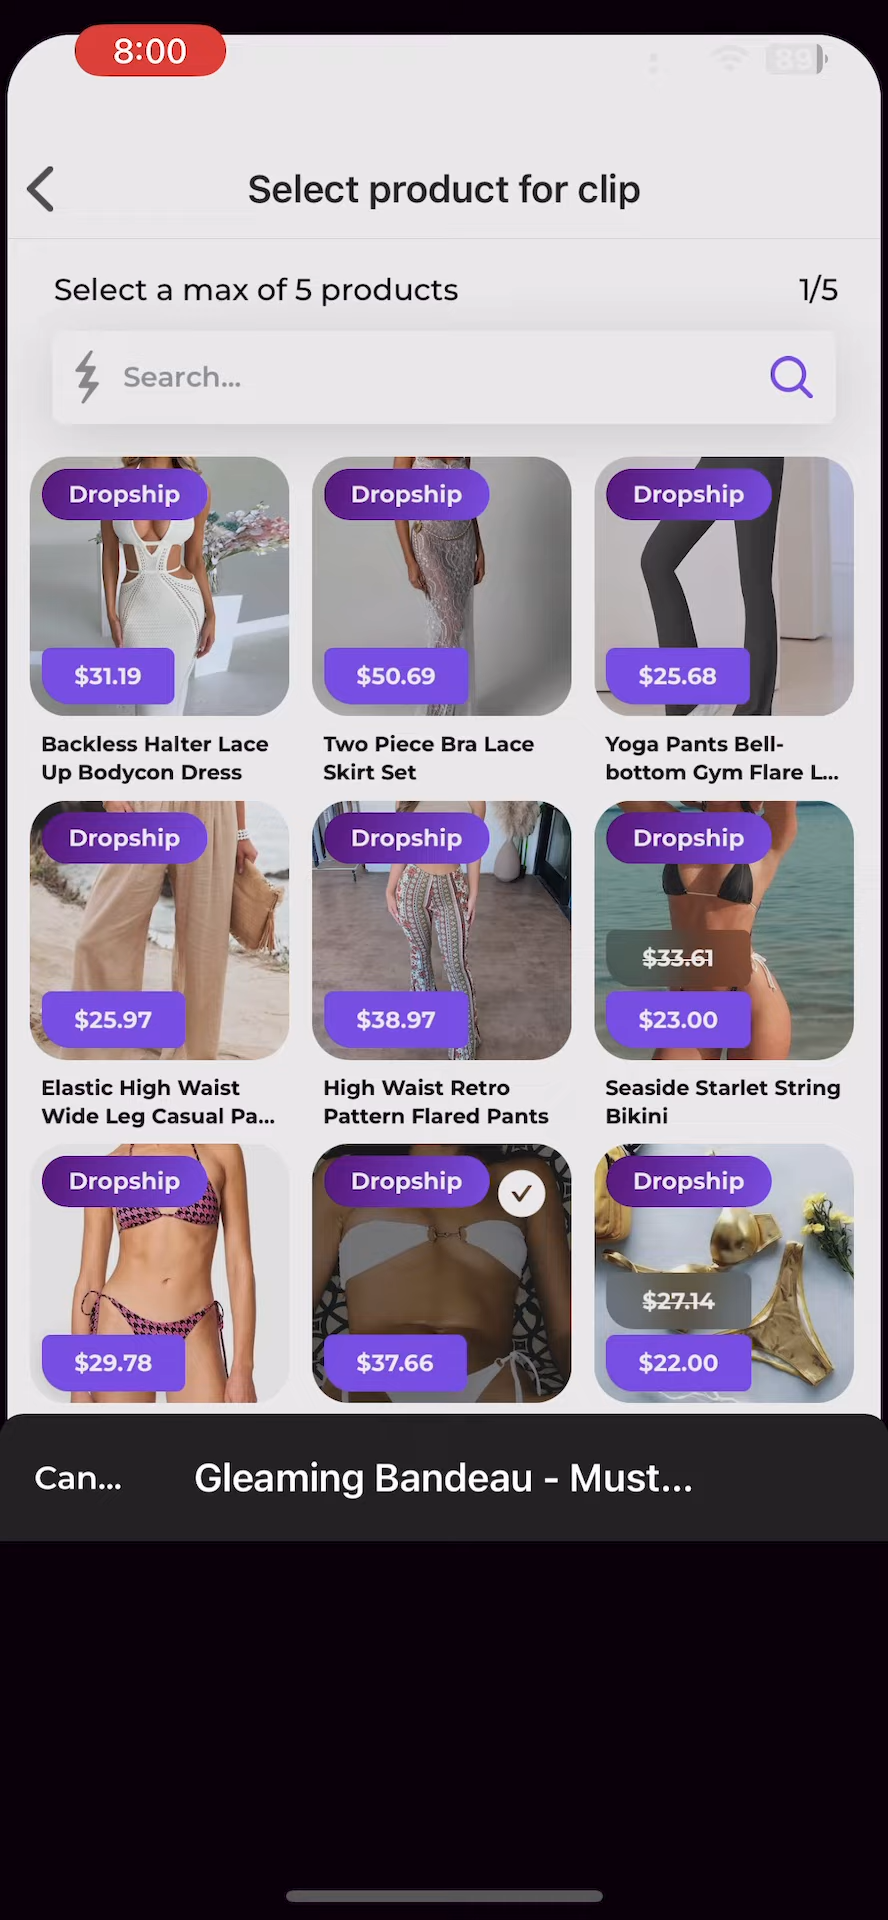 8:00
89
Select product for clip
Select a max of 5 products
1/5
Search...
Dropship
Dropship
Dropship
$31.19
$50.69
$25.68
Backless Halter Lace
Up Bodycon Dress
Two Piece Bra Lace
Skirt Set
Yoga Pants Bell-
bottom Gym Flare L...
Dropship
Dropship
Dropship
$33.61
$25.97
$38.97
$23.00
Elastic High Waist
Wide Leg Casual Pa...
High Waist Retro
Pattern Flared Pants
Seaside Starlet String
Bikini
Dropship
Dropship
Dropship
$27.14
$29.78
$37.66
$22.00
Can...
Gleaming Bandeau - Must...